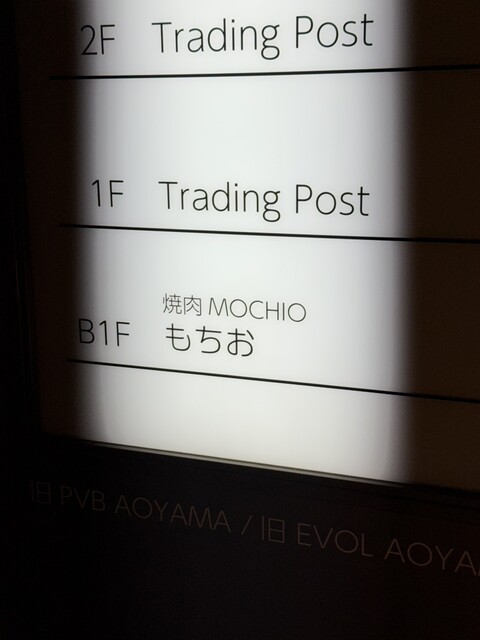 2F Trading Post
1F Trading Post
焼肉 MOCHIO
B1F もちお
旧 PVB AOYAMA / 旧 EVOL AOYA